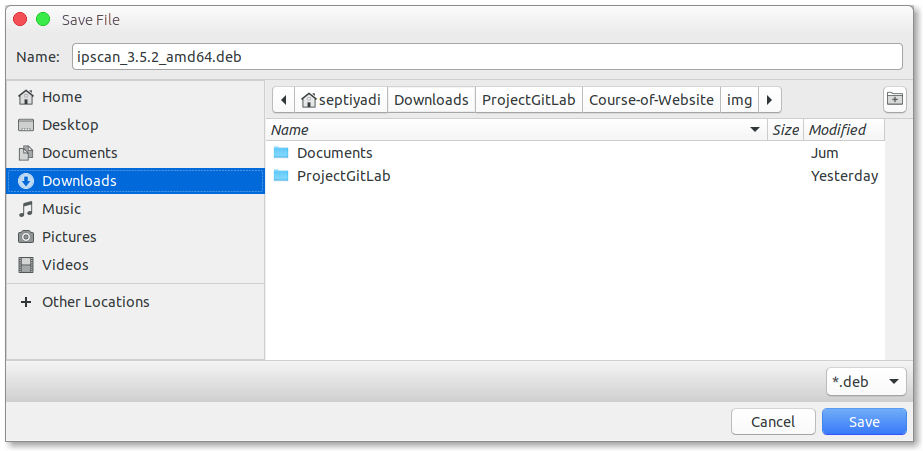 Save File
Name: ipscan_3.5.2_amd64.deb
Home
Desktop
Documents
Downloads
Music
Pictures
Videos
Other Locations
septiyadi Downloads ProjectGitLab Course-of-Website img
Name Size Modified
Documents Jum
ProjectGitLab Yesterday
*.deb
Cancel Save